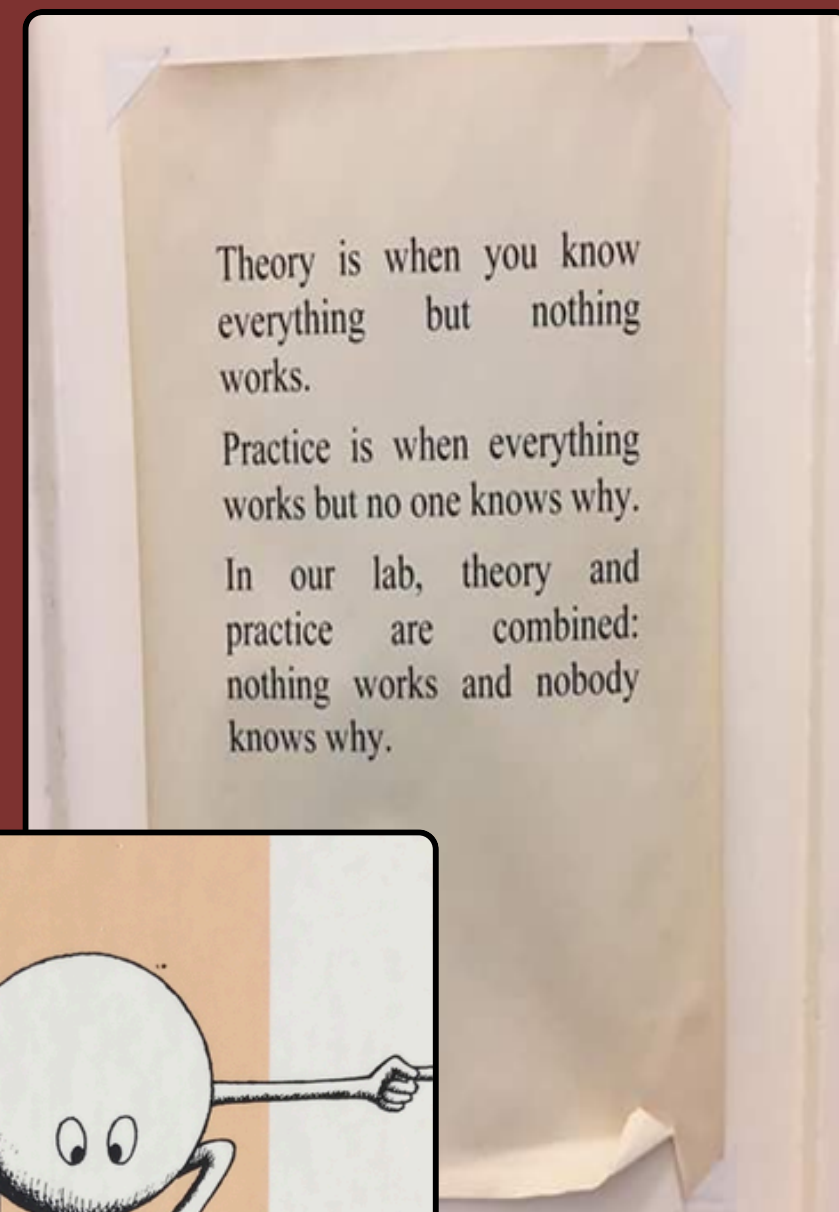 Theory is when you know
everything but nothing
works.
Practice is when everything
works but no one knows why.
In our lab, theory and
practice are combined:
nothing works and nobody
knows why.